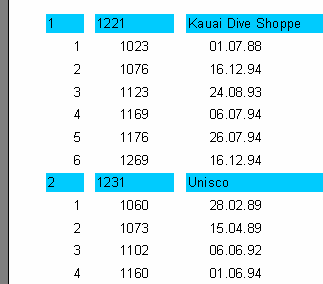 1 1221 Kauai Dive Shoppe
1 1023 01.07.88
2 1076 16.12.94
3 1123 24.08.93
4 1169 06.07.94
5 1176 26.07.94
6 1269 16.12.94
2 1231 Unisco
1 1060 28.02.89
2 1073 15.04.89
3 1102 06.06.92
4 1160 01.06.94